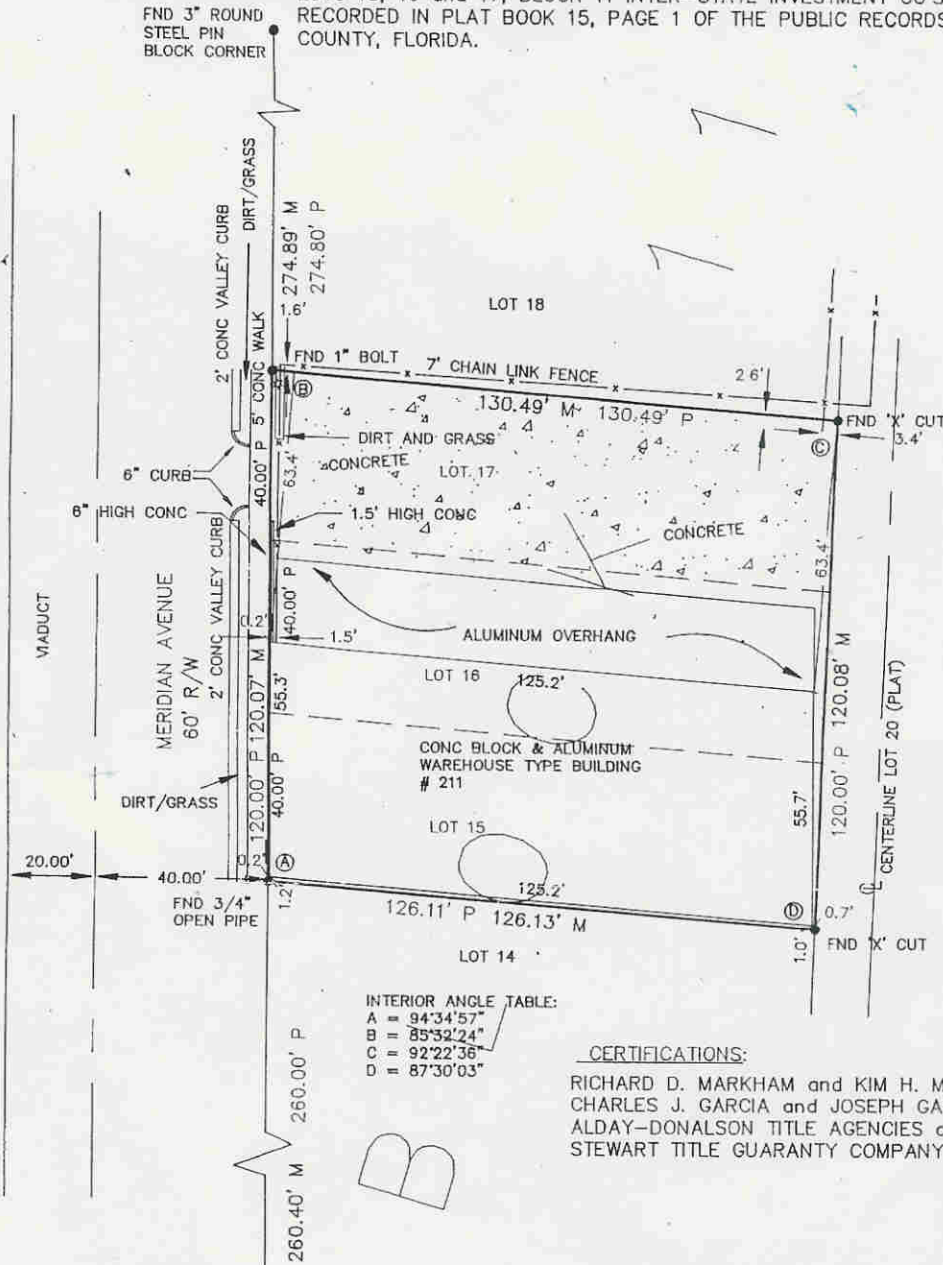 FND 3" ROUND
STEEL PIN
BLOCK CORNER
RECORDED IN PLAT BOOK 15, PAGE 1 OF THE PUBLIC RECORDS
COUNTY, FLORIDA.
11
DIRT/GRASS
2' CONC VALLEY CURB
5' CONC WALK
274.89' M
274.80' P
1.6'
LOT 18
FND 1" BOLT
7' CHAIN LINK FENCE
2.6'
B
130.49' M 130.49' P
FND 'X' CUT
C
3.4'
DIRT AND GRASS
CONCRETE
LOT 17
63.4'
40.00' P
6" CURB
6" HIGH CONC
1.5' HIGH CONC
CONCRETE
63.4'
VIADUCT
MERIDIAN AVENUE
60' R/W
2' CONC VALLEY CURB
0.2'
40.00' P
1.5'
ALUMINUM OVERHANG
LOT 16
125.2'
120.00' P 120.07' M
55.3'
120.00' P 120.08' M
CENTERLINE LOT 20 (PLAT)
CONC BLOCK & ALUMINUM
WAREHOUSE TYPE BUILDING
# 211
DIRT/GRASS
40.00' P
55.7'
LOT 15
20.00'
40.00'
0.2'
A
1.2'
125.2'
FND 3/4"
OPEN PIPE
126.11' P 126.13' M
D
0.7'
1.0'
FND 'X' CUT
LOT 14
INTERIOR ANGLE TABLE:
A = 94°34'57"
B = 85°32'24"
C = 92°22'36"
D = 87°30'03"
260.00' P
260.40' M
B
CERTIFICATIONS:
RICHARD D. MARKHAM and KIM H. M
CHARLES J. GARCIA and JOSEPH GA
ALDAY-DONALSON TITLE AGENCIES
STEWART TITLE GUARANTY COMPANY